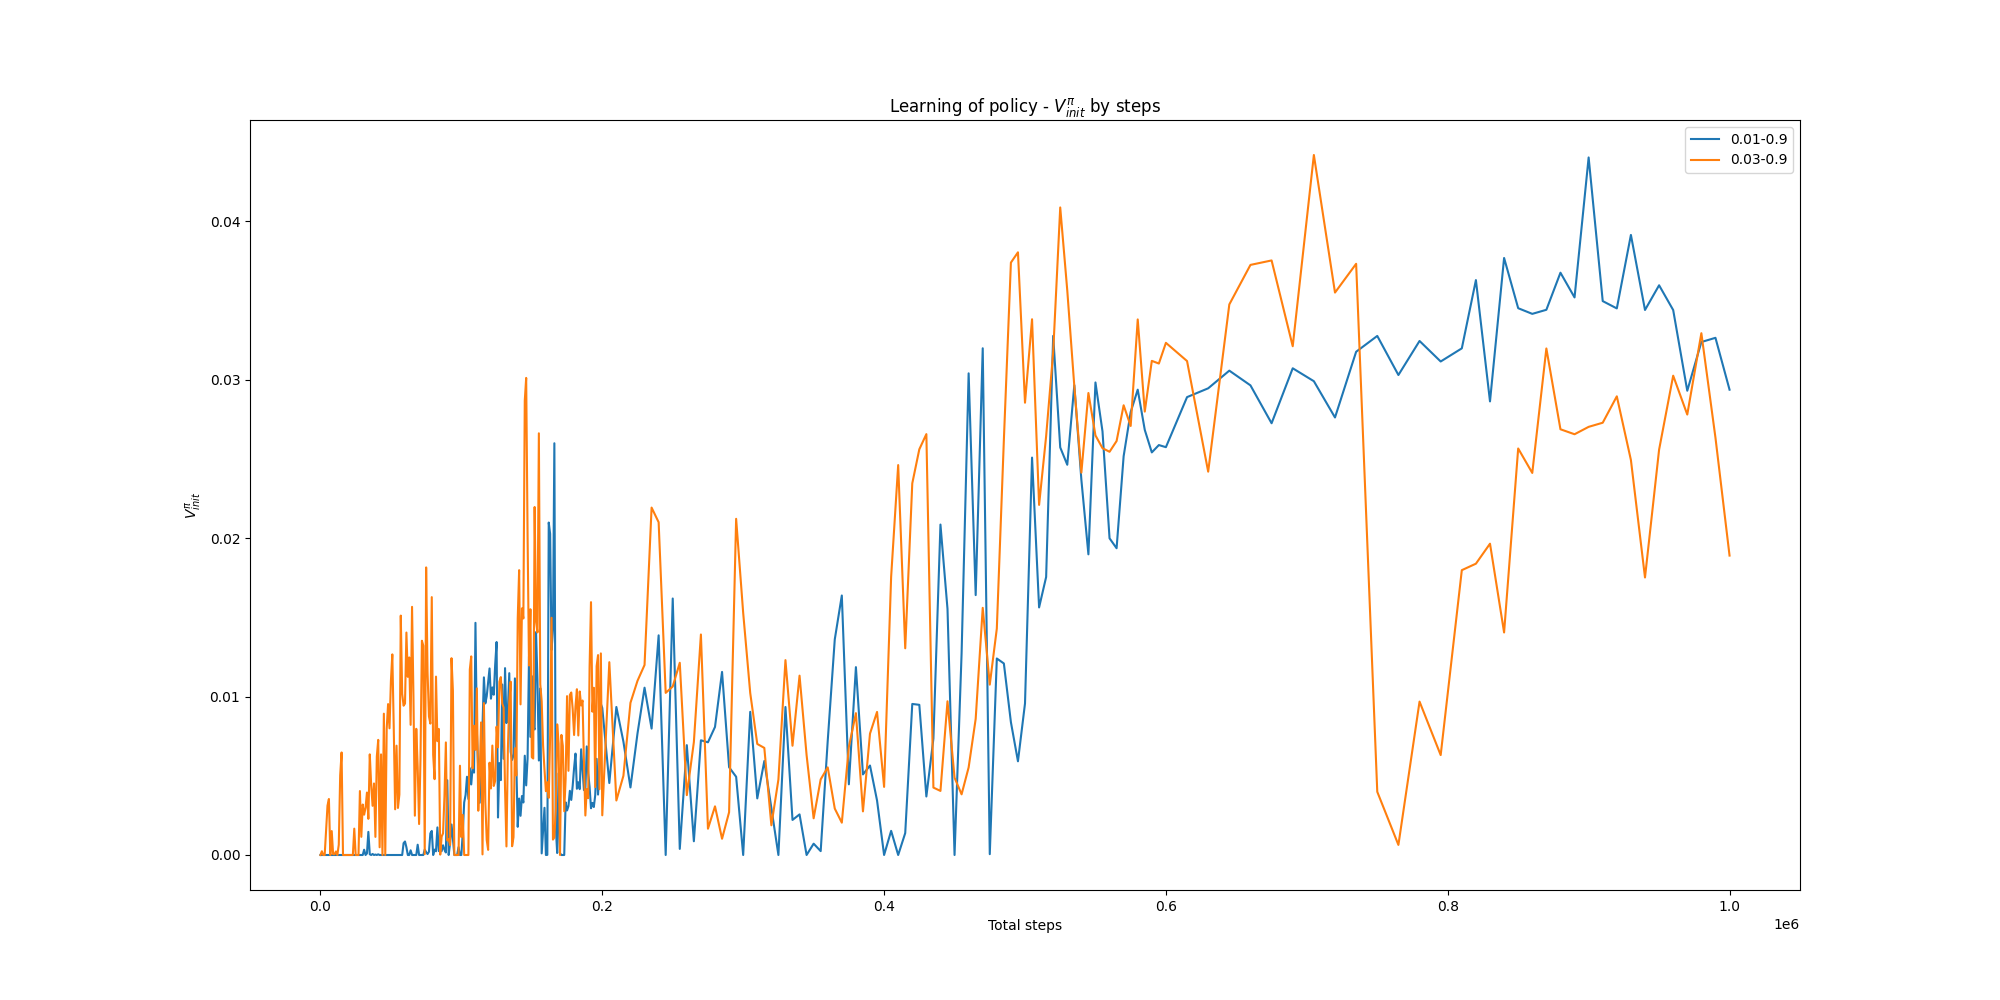 Learning of policy - $V_{init}^{\pi}$ by steps
0.01-0.9
0.03-0.9
$V_{init}^{\pi}$
0.04
0.03
0.02
0.01
0.00
0.0 0.2 0.4 0.6 0.8 1.0
Total steps
1e6